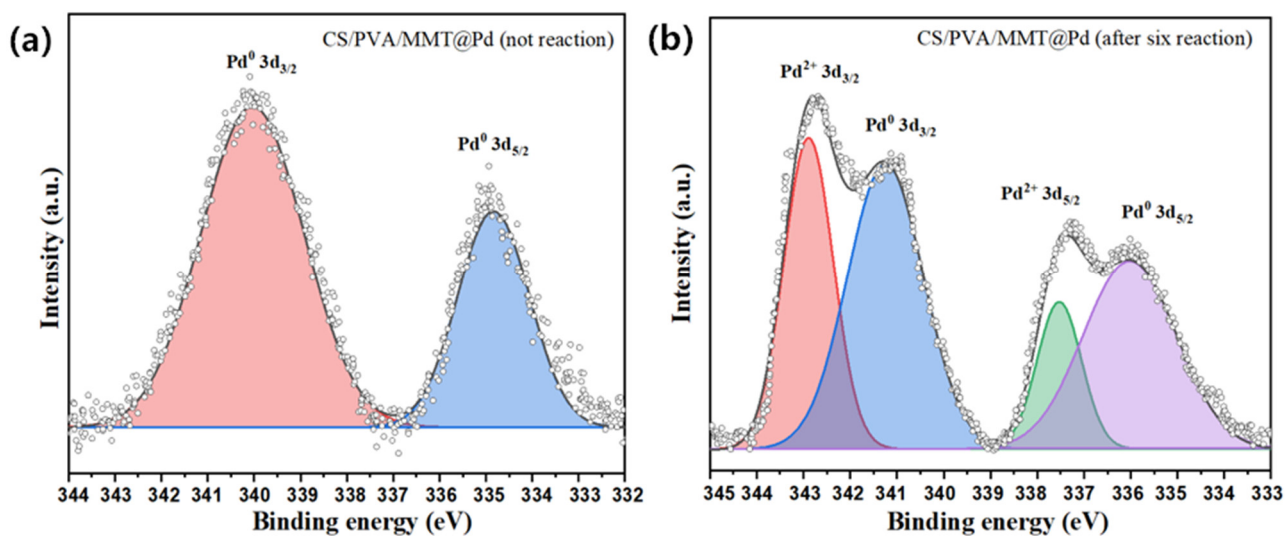 (a)
CS/PVA/MMT@Pd (not reaction)
Pd⁰ 3d₃/₂
Pd⁰ 3d₅/₂
Intensity (a.u.)
344 343 342 341 340 339 338 337 336 335 334 333 332
Binding energy (eV)
(b)
CS/PVA/MMT@Pd (after six reaction)
Pd²⁺ 3d₃/₂
Pd⁰ 3d₃/₂
Pd²⁺ 3d₅/₂
Pd⁰ 3d₅/₂
Intensity (a.u.)
345 344 343 342 341 340 339 338 337 336 335 334 333
Binding energy (eV)